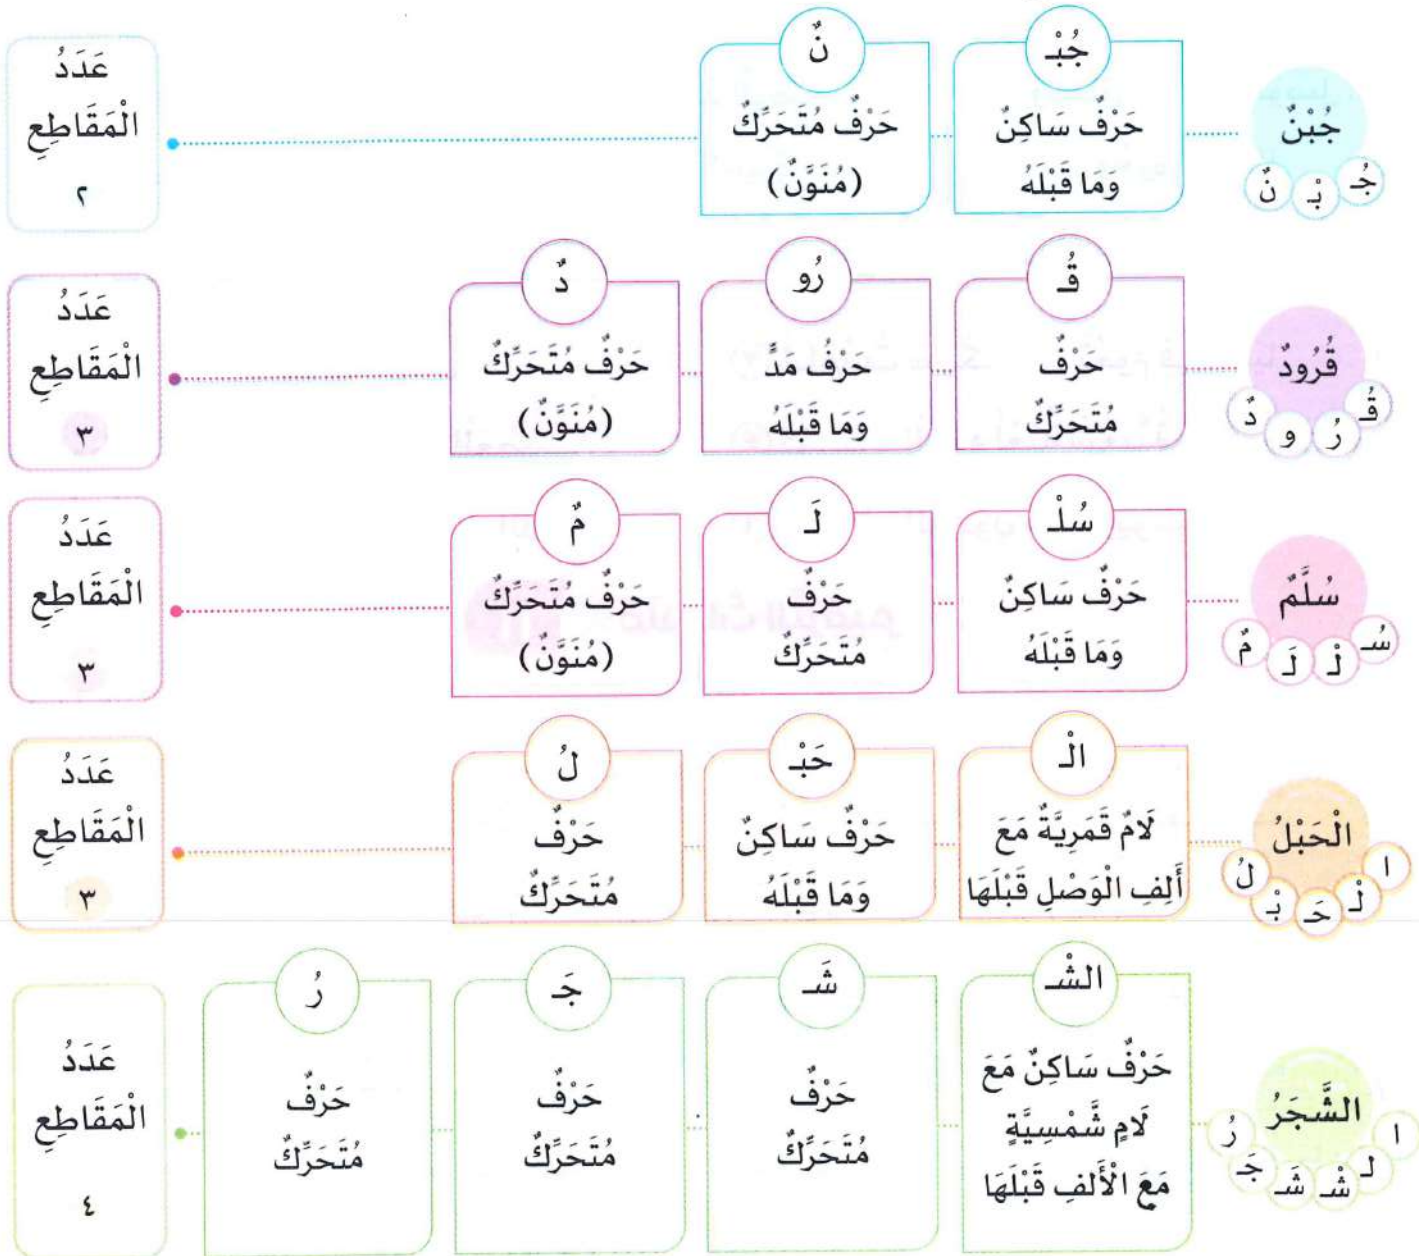 جُبْنٌ
جُـ بْـ نٌ
جُبْـ
حَرْفٌ سَاكِنٌ
وَمَا قَبْلَهُ
نٌ
حَرْفٌ مُتَحَرِّكٌ
(مُنَوَّنٌ)
عَدَدُ
الْمَقَاطِعِ
٢
قُرُودٌ
قُـ رُ و دٌ
قُـ
حَرْفٌ
مُتَحَرِّكٌ
رُو
حَرْفُ مَدٍّ
وَمَا قَبْلَهُ
دٌ
حَرْفٌ مُتَحَرِّكٌ
(مُنَوَّنٌ)
عَدَدُ
الْمَقَاطِعِ
٣
سُلَّمٌ
سُـ لْـ لَـ مٌ
سُلْـ
حَرْفٌ سَاكِنٌ
وَمَا قَبْلَهُ
لَـ
حَرْفٌ
مُتَحَرِّكٌ
مٌ
حَرْفٌ مُتَحَرِّكٌ
(مُنَوَّنٌ)
عَدَدُ
الْمَقَاطِعِ
٣
الْحَبْلُ
ا لْـ حَـ بْـ لُ
الْـ
لَامٌ قَمَرِيَّةٌ مَعَ
أَلِفِ الْوَصْلِ قَبْلَهَا
حَبْـ
حَرْفٌ سَاكِنٌ
وَمَا قَبْلَهُ
لُ
حَرْفٌ
مُتَحَرِّكٌ
عَدَدُ
الْمَقَاطِعِ
٣
الشَّجَرُ
ا لـ شْـ شَـ جَـ رُ
الشْـ
حَرْفٌ سَاكِنٌ مَعَ
لَامٍ شَّمْسِيَّةٍ
مَعَ الْأَلفِ قَبْلَهَا
شَـ
حَرْفٌ
مُتَحَرِّكٌ
جَـ
حَرْفٌ
مُتَحَرِّكٌ
رُ
حَرْفٌ
مُتَحَرِّكٌ
عَدَدُ
الْمَقَاطِعِ
٤